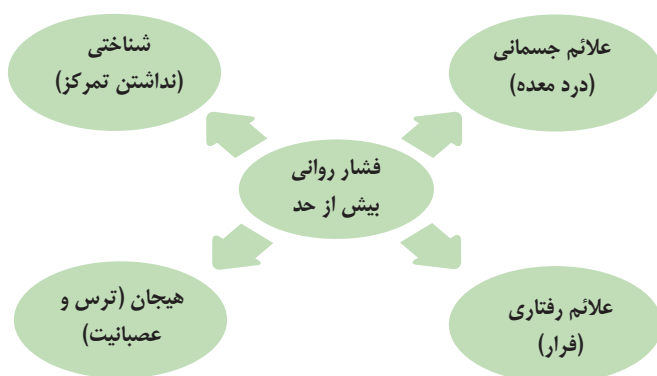 علائم جسمانی
(درد معده)
شناختی
(نداشتن تمرکز)
فشار روانی
بیش از حد
علائم رفتاری
(فرار)
هیجان (ترس و
عصبانیت)